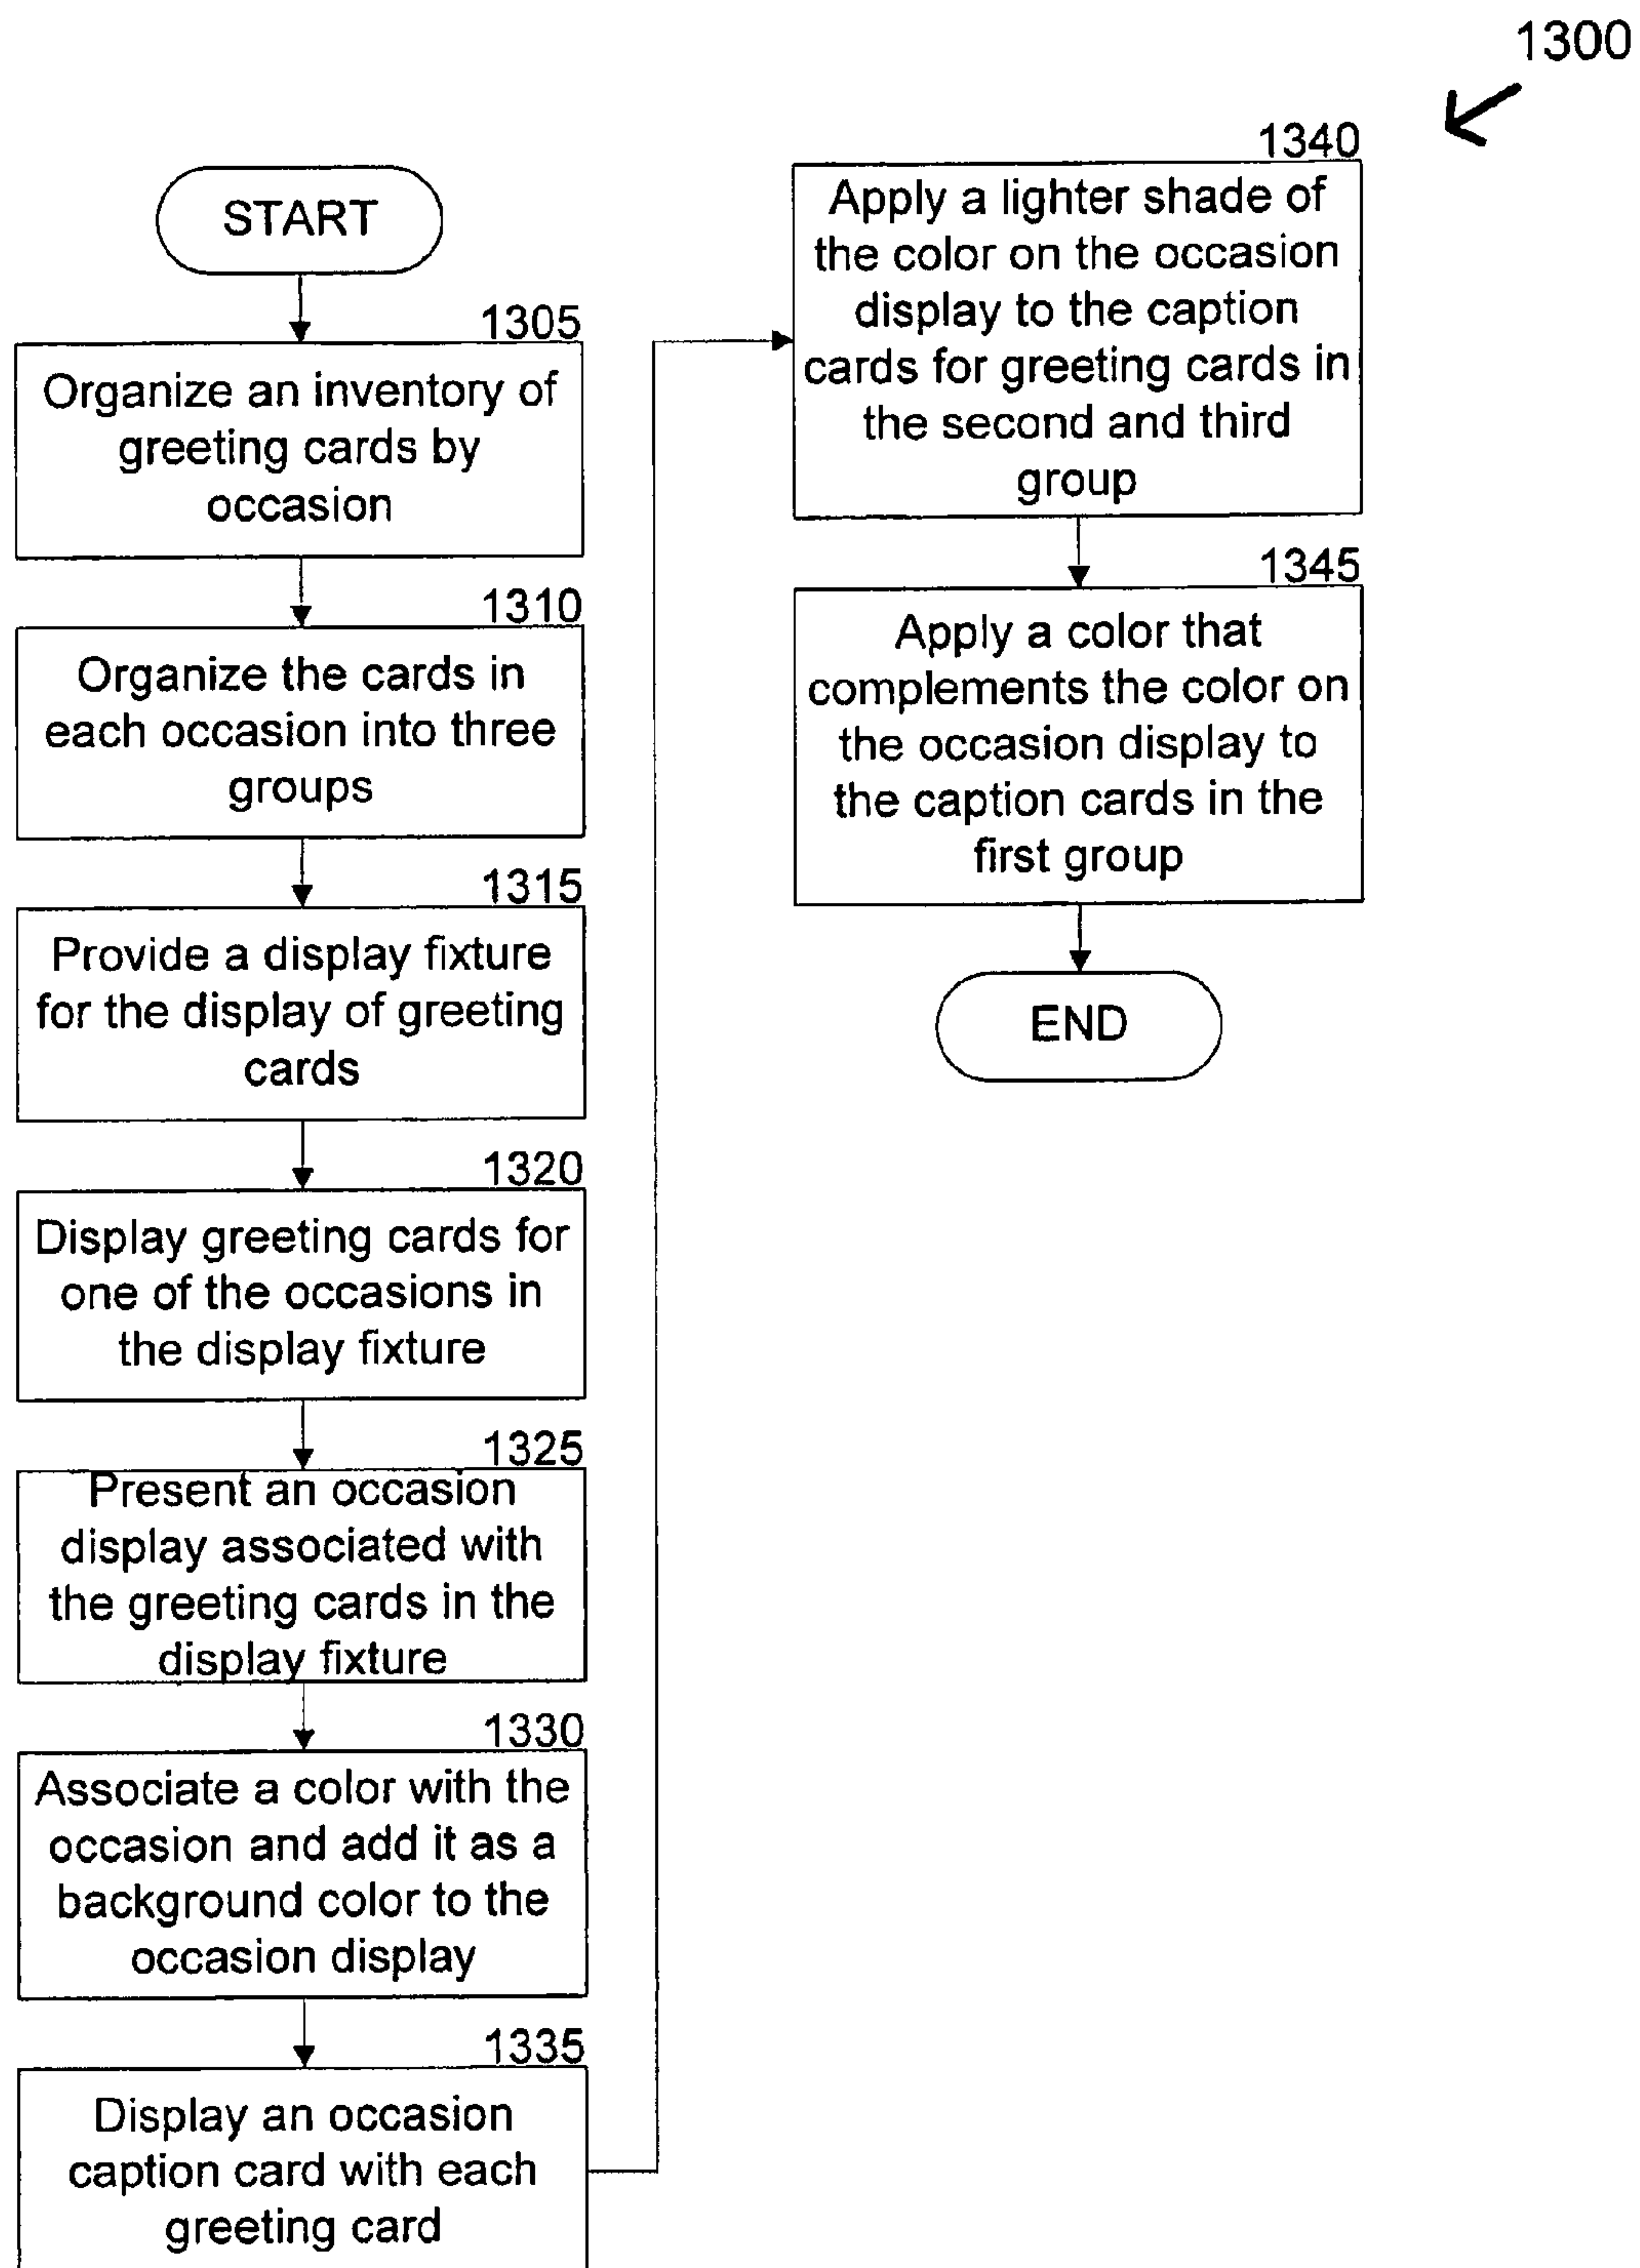 1300
START
1305
Organize an inventory of
greeting cards by
occasion
1310
Organize the cards in
each occasion into three
groups
1315
Provide a display fixture
for the display of greeting
cards
1320
Display greeting cards for
one of the occasions in
the display fixture
1325
Present an occasion
display associated with
the greeting cards in the
display fixture
1330
Associate a color with the
occasion and add it as a
background color to the
occasion display
1335
Display an occasion
caption card with each
greeting card
1340
Apply a lighter shade of
the color on the occasion
display to the caption
cards for greeting cards in
the second and third
group
1345
Apply a color that
complements the color on
the occasion display to
the caption cards in the
first group
END